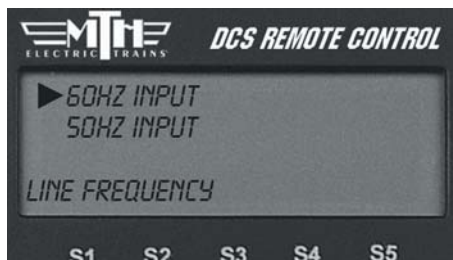 MTH
ELECTRIC TRAINS
DCS REMOTE CONTROL
60HZ INPUT
50HZ INPUT
LINE FREQUENCY
S1 S2 S3 S4 S5